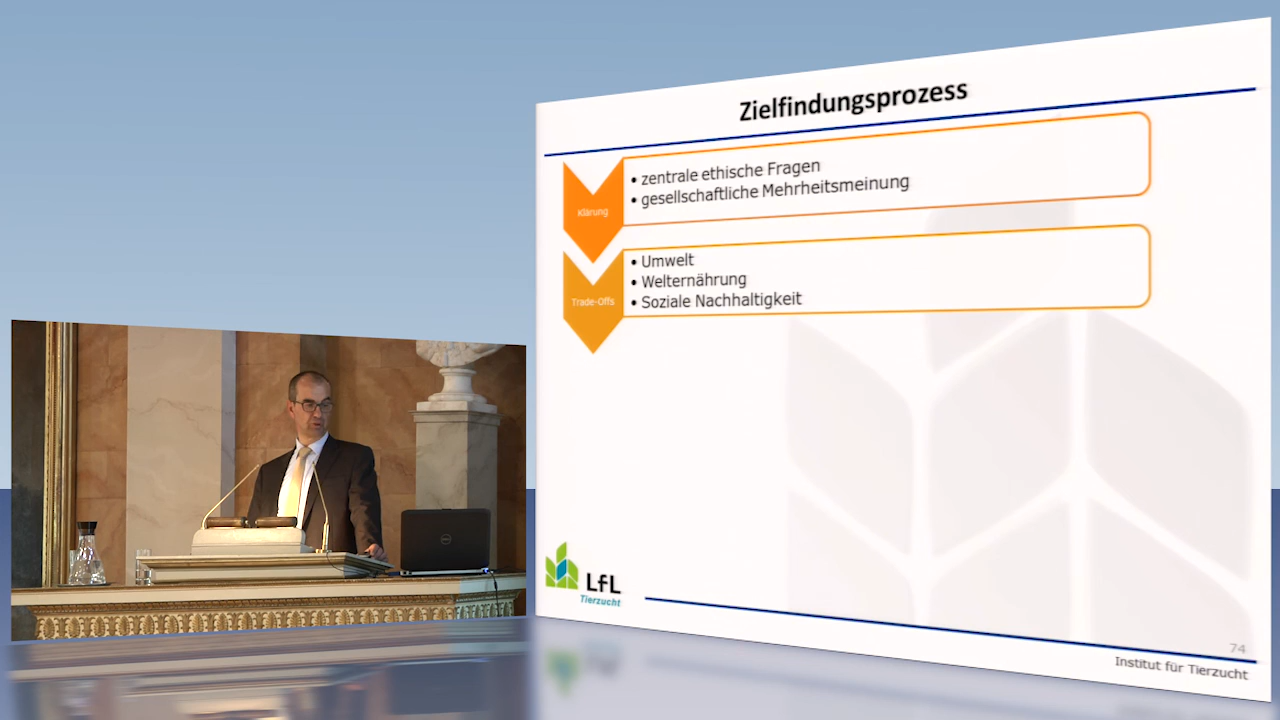 Zielfindungsprozess
Klärung
• zentrale ethische Fragen
• gesellschaftliche Mehrheitsmeinung
Trade-Offs
• Umwelt
• Welternährung
• Soziale Nachhaltigkeit
LfL
Tierzucht
74
Institut für Tierzucht
DELL